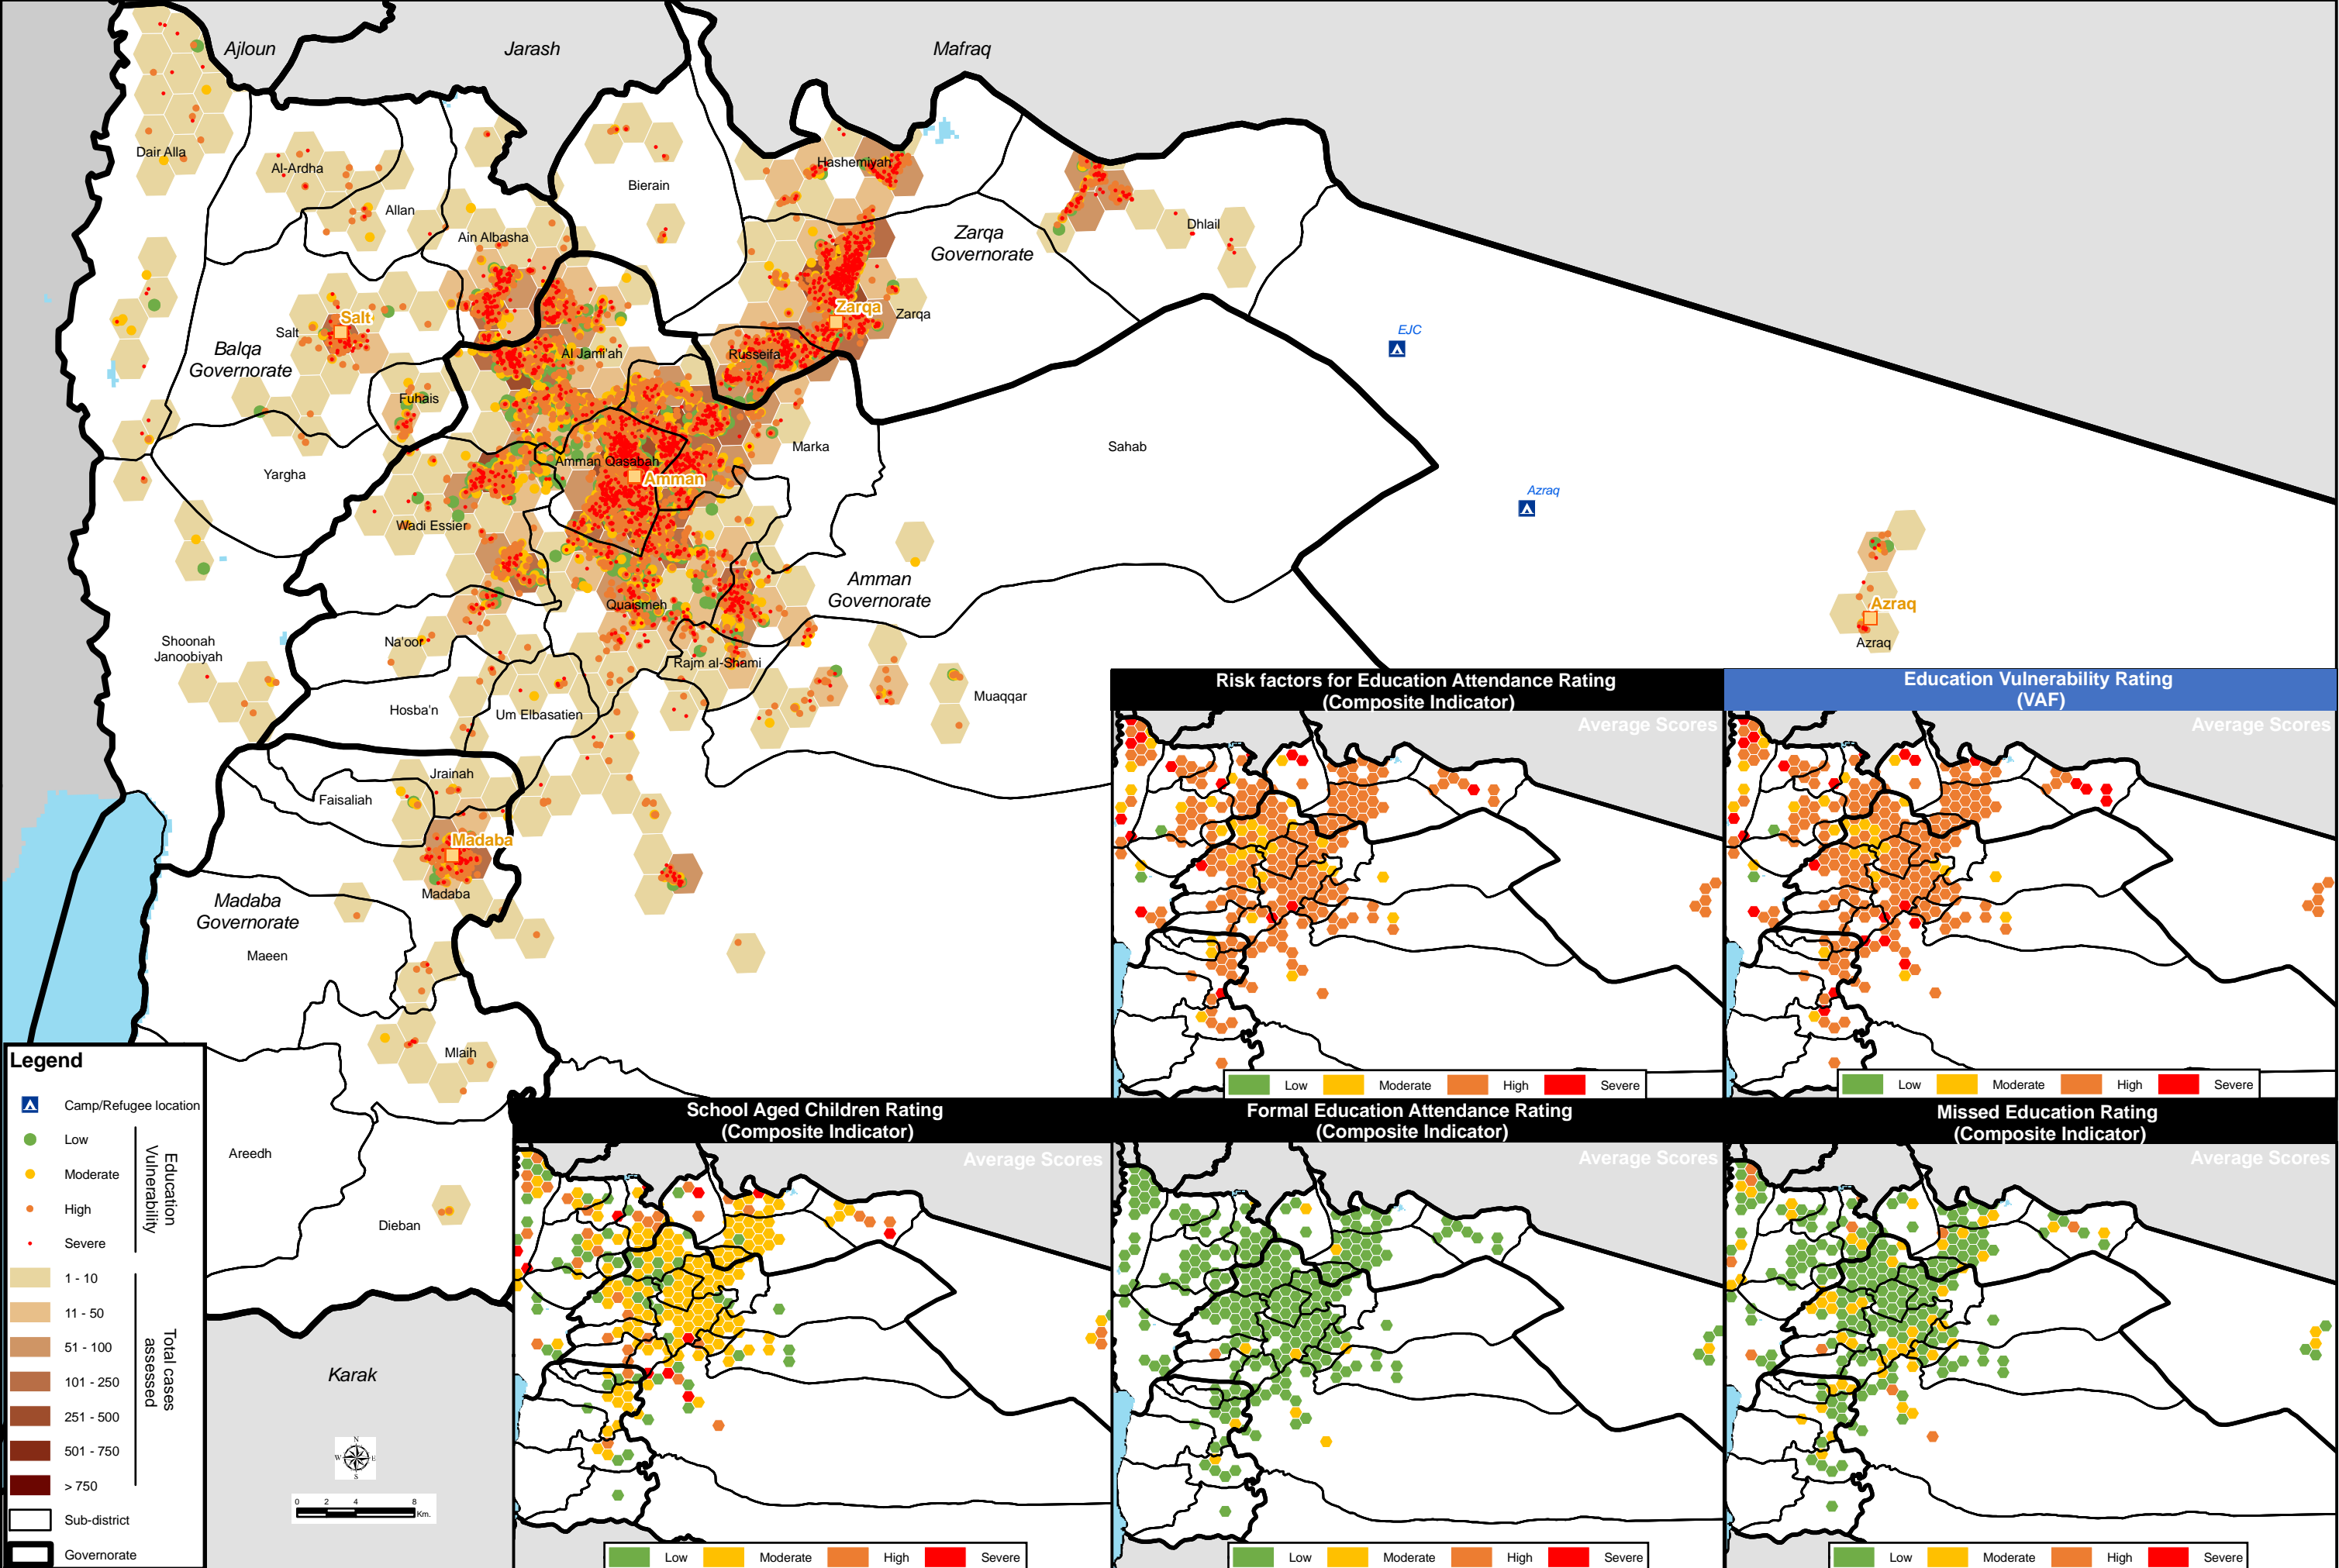 Ajloun
Jarash
Mafraq
Dair Alla
Al-Ardha
Allan
Bierain
Hashemiyah
Ain Albasha
Zarqa
Governorate
Dhlail
Salt
Salt
Zarqa
Zarqa
EJC
Balqa
Governorate
Al Jami'ah
Russeifa
Fuhais
Marka
Sahab
Amman Qasabah
Amman
Yargha
Azraq
Wadi Essier
Amman
Governorate
Quaismeh
Azraq
Azraq
Shoonah
Janoobiyah
Na'oor
Rajm al-Shami
Muaqqar
Hosba'n
Um Elbasatien
Jrainah
Faisaliah
Madaba
Madaba
Madaba
Governorate
Maeen
Mlaih
Areedh
Dieban
Karak
Legend
Camp/Refugee location
Low
Moderate
High
Severe
Education
Vulnerability
1 - 10
11 - 50
51 - 100
101 - 250
251 - 500
501 - 750
> 750
Total cases
assessed
Sub-district
Governorate
N
W E
S
0 2 4 8
Km.
Risk factors for Education Attendance Rating
(Composite Indicator)
Average Scores
Low Moderate High Severe
Education Vulnerability Rating
(VAF)
Average Scores
Low Moderate High Severe
School Aged Children Rating
(Composite Indicator)
Average Scores
Low Moderate High Severe
Formal Education Attendance Rating
(Composite Indicator)
Average Scores
Low Moderate High Severe
Missed Education Rating
(Composite Indicator)
Average Scores
Low Moderate High Severe